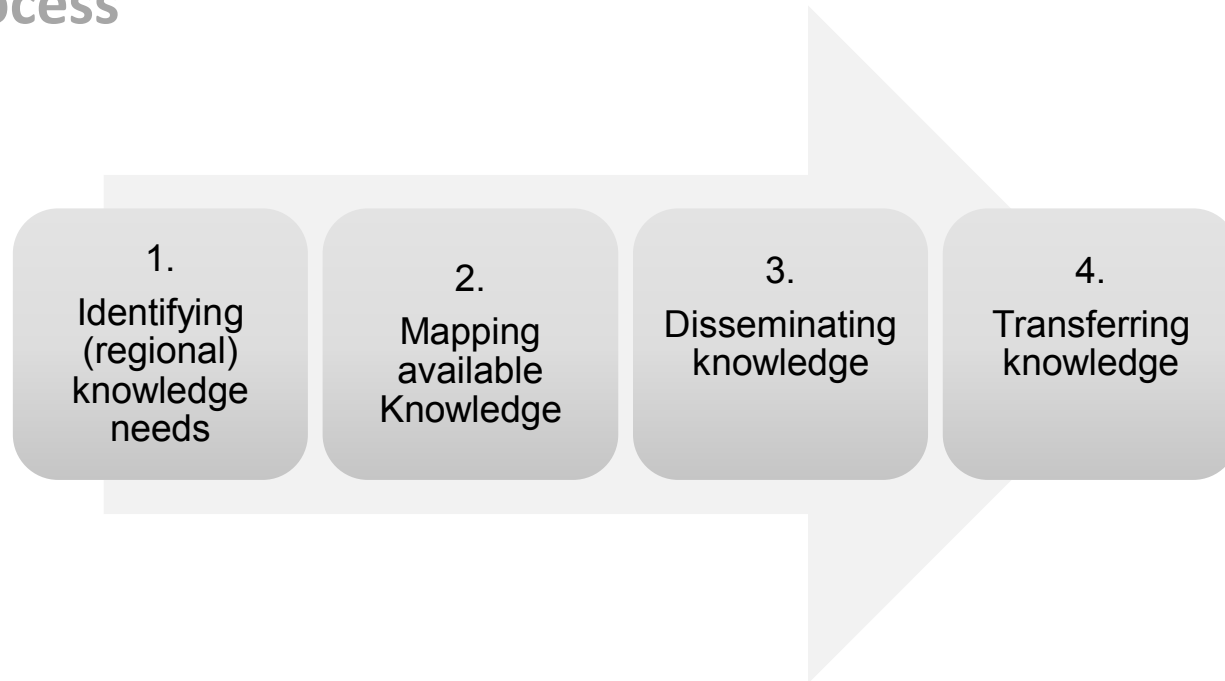 ocess
1.
Identifying
(regional)
knowledge
needs
2.
Mapping
available
Knowledge
3.
Disseminating
knowledge
4.
Transferring
knowledge